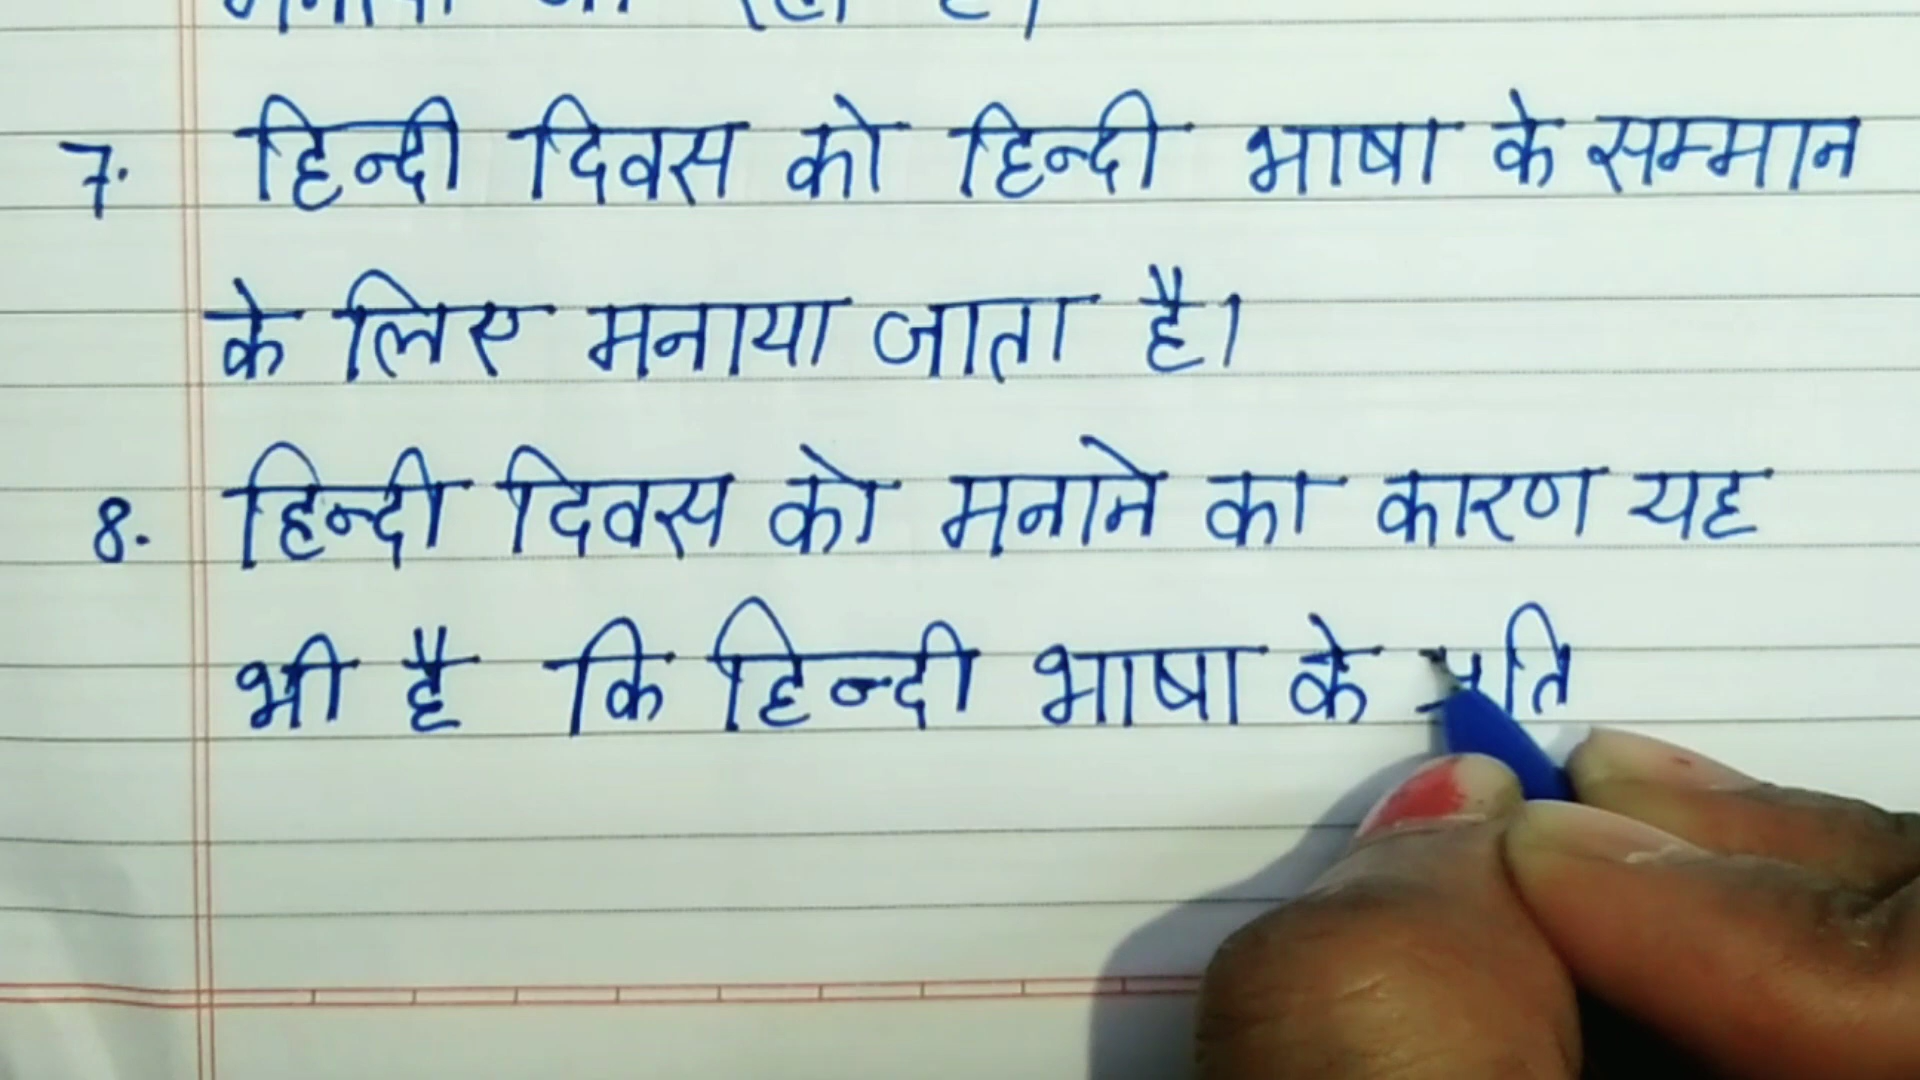 7. हिन्दी दिवस को हिन्दी भाषा के सम्मान
के लिए मनाया जाता है।
8. हिन्दी दिवस को मनाने का कारण यह
भी है कि हिन्दी भाषा के प्रति